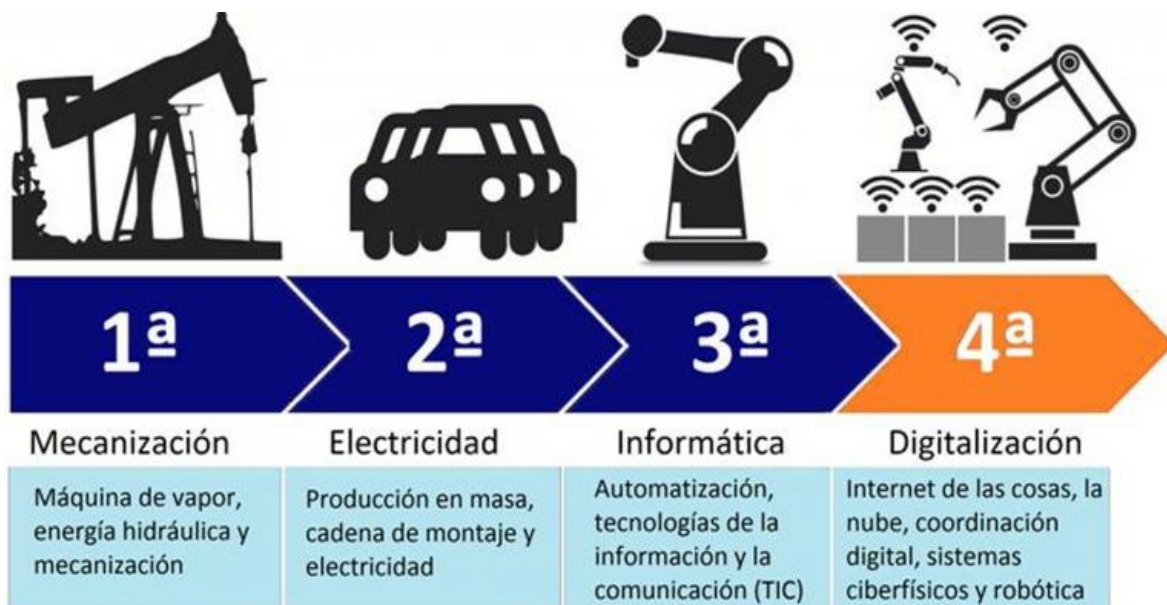 1ª
2ª
3ª
4ª
Mecanización
Electricidad
Informática
Digitalización
Máquina de vapor,
energía hidráulica y
mecanización
Producción en masa,
cadena de montaje y
electricidad
Automatización,
tecnologías de la
información y la
comunicación (TIC)
Internet de las cosas, la
nube, coordinación
digital, sistemas
ciberfísicos y robótica